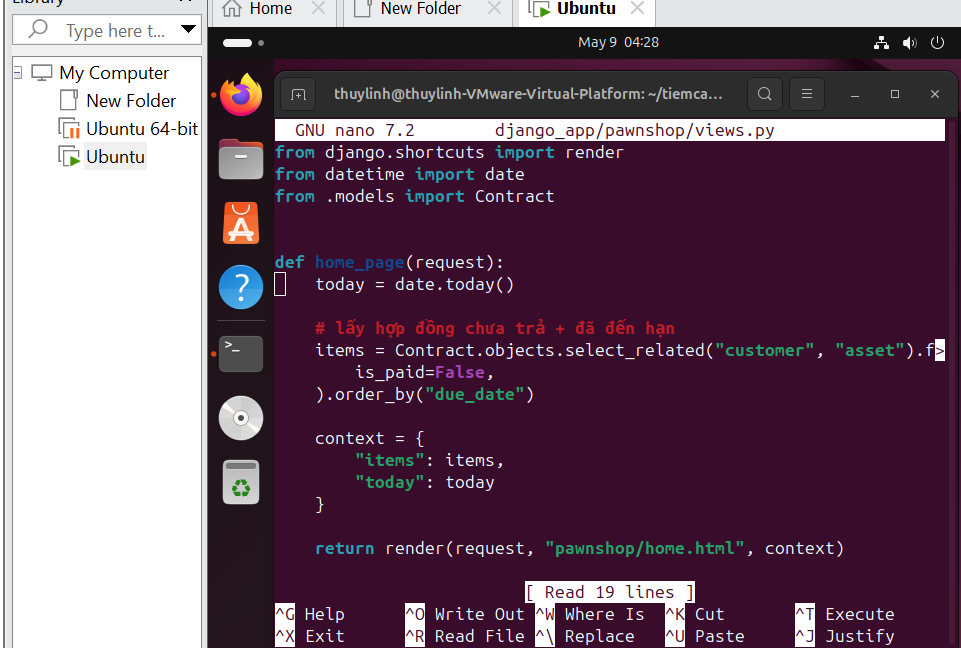 Library
Type here t...
My Computer
New Folder
Ubuntu 64-bit
Ubuntu
Home
New Folder
Ubuntu
May 9 04:28
thuylinh@thuylinh-VMware-Virtual-Platform: ~/tiemca...
GNU nano 7.2 django_app/pawnshop/views.py
from django.shortcuts import render
from datetime import date
from .models import Contract
def home_page(request):
today = date.today()
# lấy hợp đồng chưa trả + đã đến hạn
items = Contract.objects.select_related("customer", "asset").f>
is_paid=False,
).order_by("due_date")
context = {
"items": items,
"today": today
}
return render(request, "pawnshop/home.html", context)
[ Read 19 lines ]
^G Help ^O Write Out ^W Where Is ^K Cut ^T Execute
^X Exit ^R Read File ^\ Replace ^U Paste ^J Justify